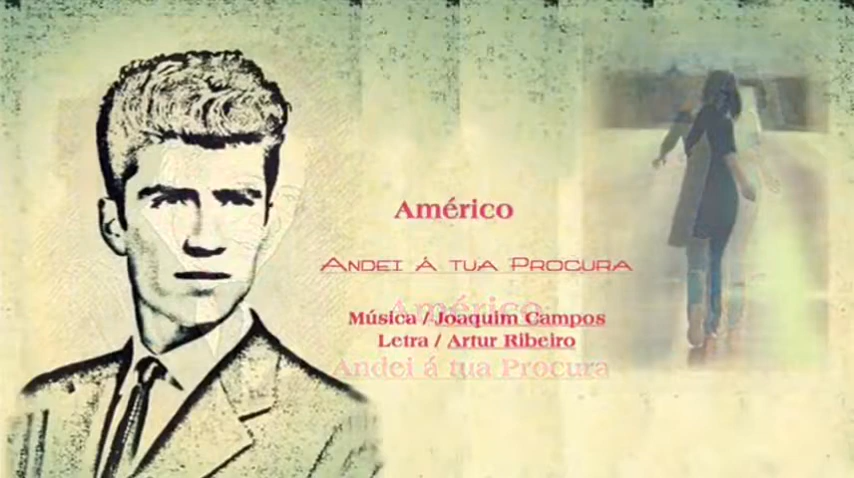 Américo
Andei á tua Procura
Américo
Música / Joaquim Campos
Letra / Artur Ribeiro
Andei á tua Procura